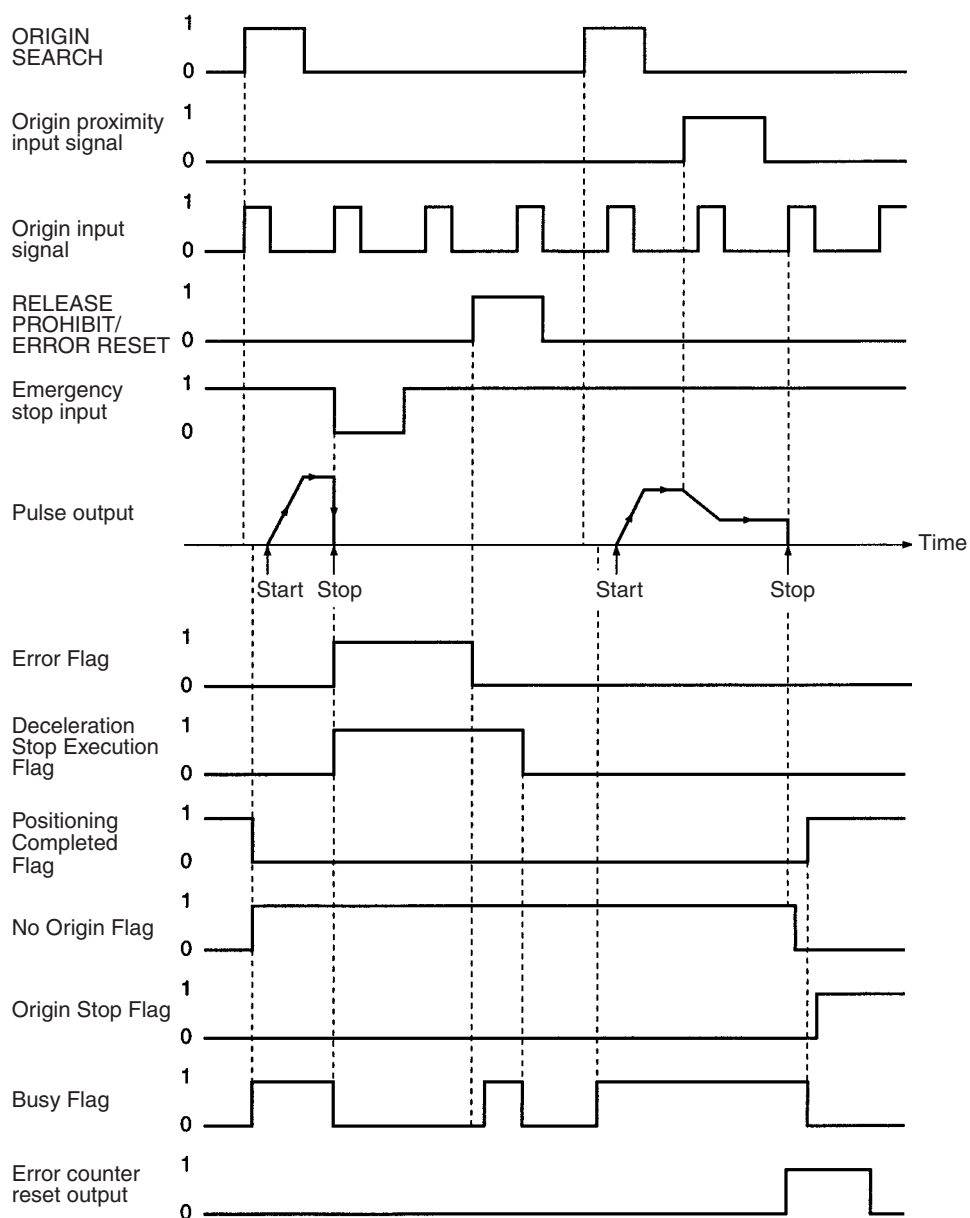 ORIGIN
SEARCH
1
0
Origin proximity
input signal
1
0
Origin input
signal
1
0
RELEASE
PROHIBIT/
ERROR RESET
1
0
Emergency
stop input
1
0
Pulse output
Time
Start Stop Start Stop
Error Flag
1
0
Deceleration
Stop Execution
Flag
1
0
Positioning
Completed
Flag
1
0
No Origin Flag
1
0
Origin Stop Flag
1
0
Busy Flag
1
0
Error counter
reset output
1
0